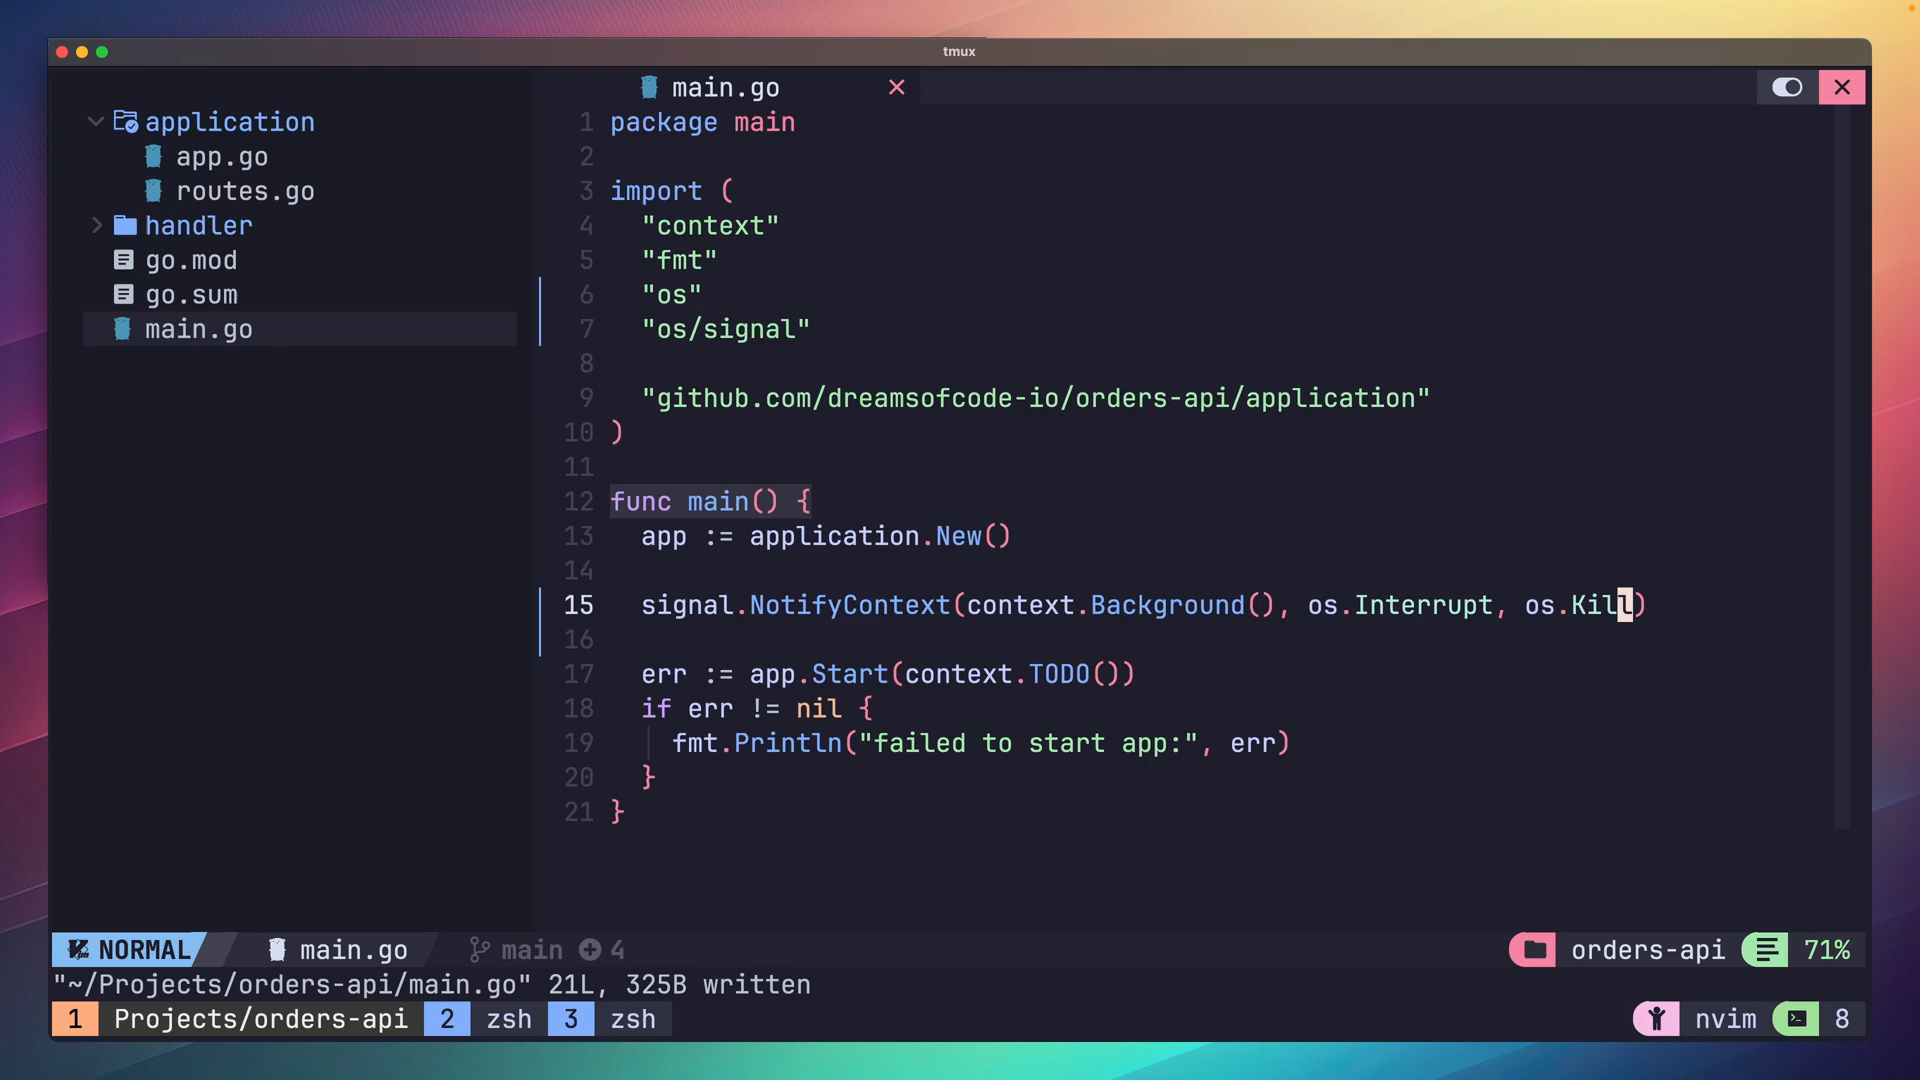 tmux
application
app.go
routes.go
handler
go.mod
go.sum
main.go
main.go
1 package main
2
3 import (
4 "context"
5 "fmt"
6 "os"
7 "os/signal"
8
9 "github.com/dreamsofcode-io/orders-api/application"
10 )
11
12 func main() {
13 app := application.New()
14
15 signal.NotifyContext(context.Background(), os.Interrupt, os.Kill)
16
17 err := app.Start(context.TODO())
18 if err != nil {
19 fmt.Println("failed to start app:", err)
20 }
21 }
NORMAL main.go main 4 orders-api 71%
"~/Projects/orders-api/main.go" 21L, 325B written
1 Projects/orders-api 2 zsh 3 zsh nvim 8